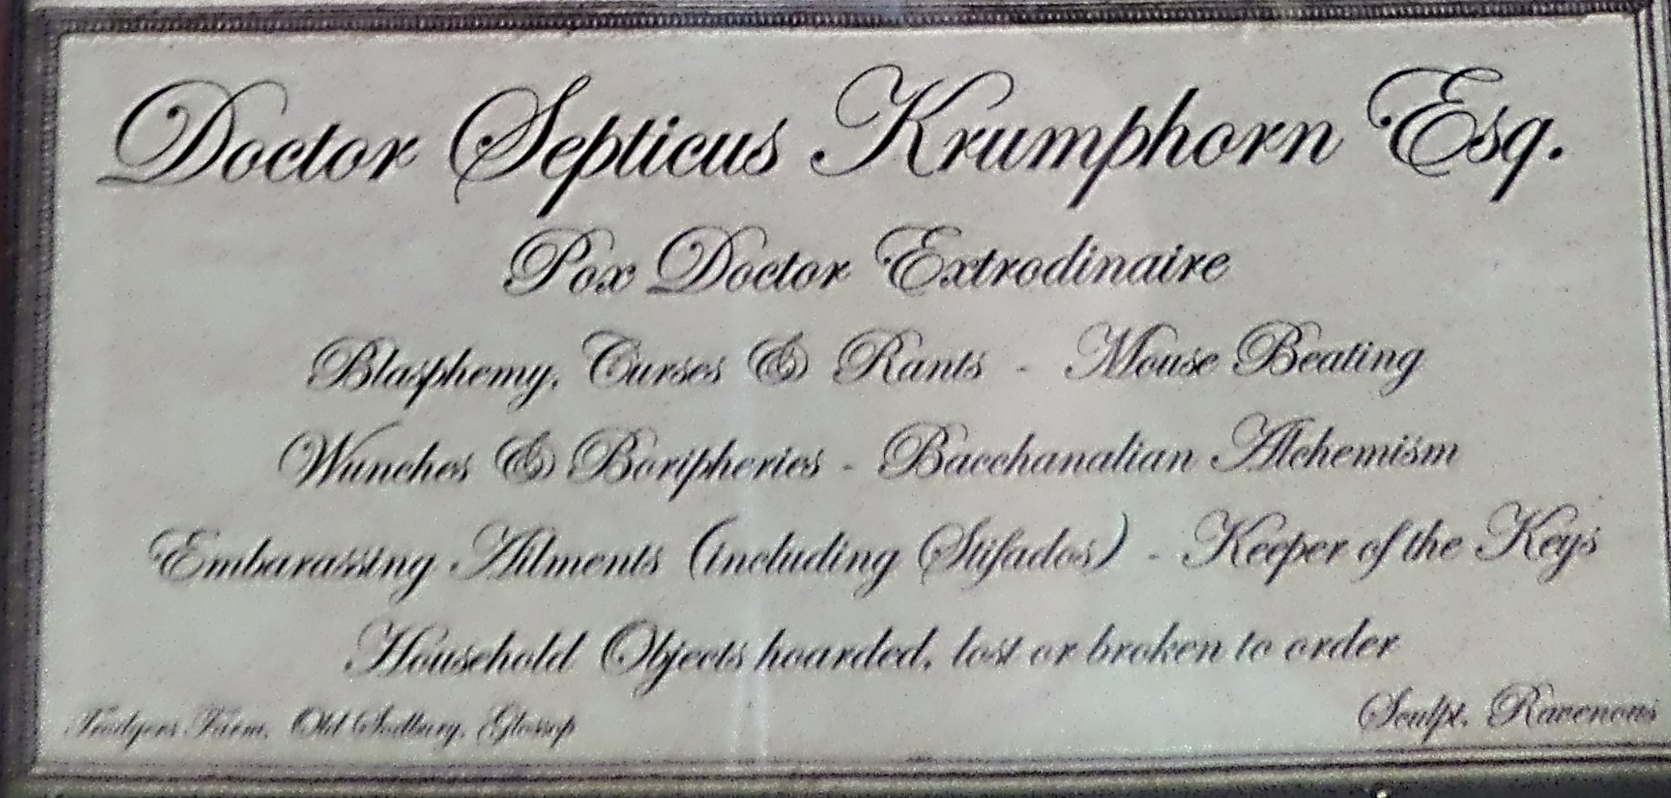 Doctor Septicus Krumphorn Esq.
Pox Doctor Extrodinaire
Blasphemy, Curses & Rants - Mouse Beating
Wunches & Boripheries - Bacchanalian Alchemism
Embarassing Ailments (including Stifados) - Keeper of the Keys
Household Objects hoarded, lost or broken to order
Farm, Old Sodbury, Glossop
Sculpt. Ravenous